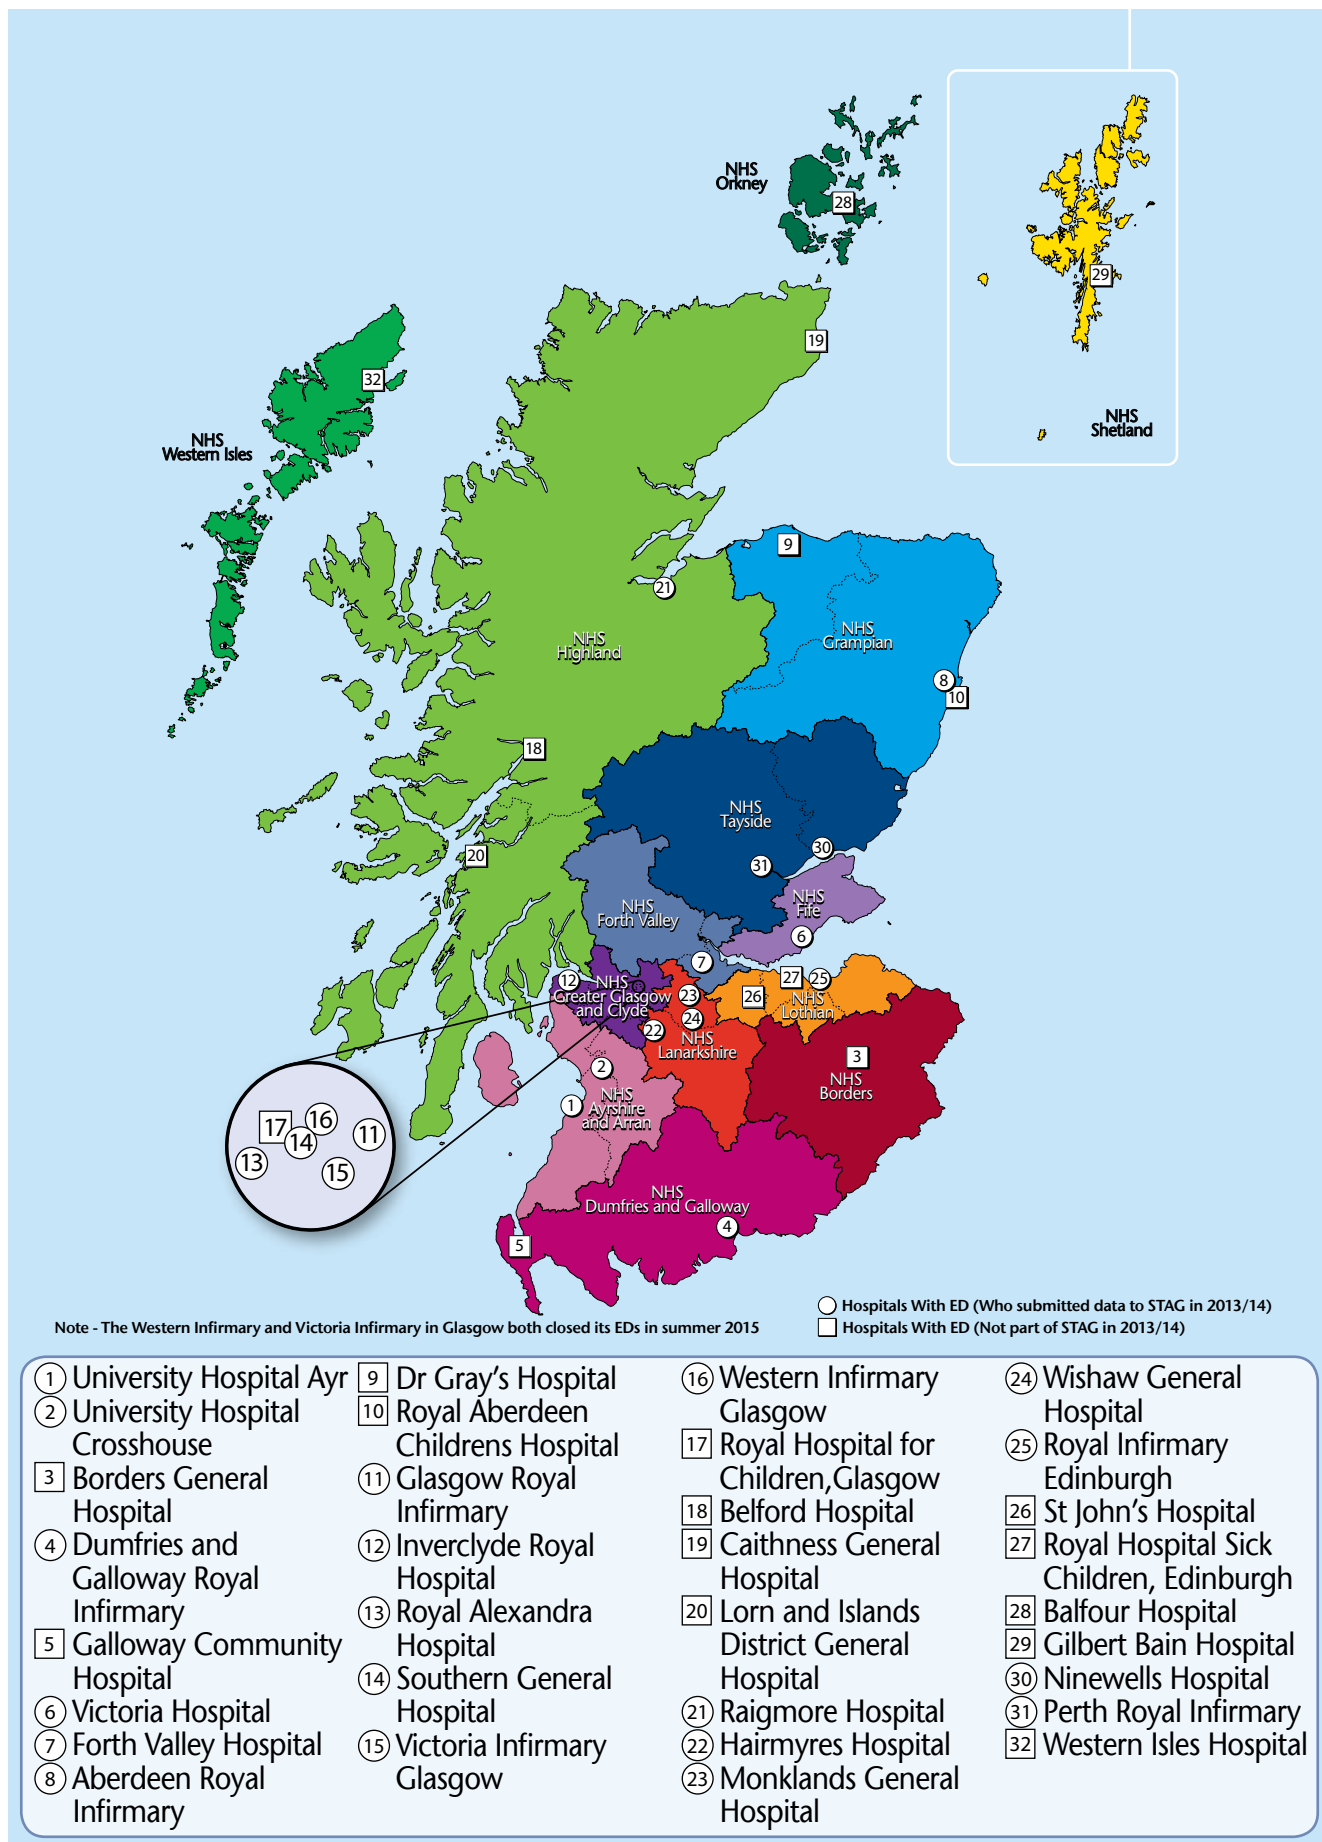 NHS
Orkney
28
29
NHS
Shetland
19
32
NHS
Western Isles
9
21
NHS
Highland
NHS
Grampian
8
10
18
NHS
Tayside
30
31
20
NHS
Fife
NHS
Forth Valley
6
7
12
NHS
Greater Glasgow
and Clyde
23
24
22
NHS
Lanarkshire
26
27
25
NHS
Lothian
3
NHS
Borders
2
NHS
Ayrshire
and Arran
1
17
16
14
11
13
15
NHS
Dumfries and Galloway
4
5
Hospitals With ED (Who submitted data to STAG in 2013/14)
Hospitals With ED (Not part of STAG in 2013/14)
Note - The Western Infirmary and Victoria Infirmary in Glasgow both closed its EDs in summer 2015
1 University Hospital Ayr
2 University Hospital
Crosshouse
3 Borders General
Hospital
4 Dumfries and
Galloway Royal
Infirmary
5 Galloway Community
Hospital
6 Victoria Hospital
7 Forth Valley Hospital
8 Aberdeen Royal
Infirmary
9 Dr Gray's Hospital
10 Royal Aberdeen
Childrens Hospital
11 Glasgow Royal
Infirmary
12 Inverclyde Royal
Hospital
13 Royal Alexandra
Hospital
14 Southern General
Hospital
15 Victoria Infirmary
Glasgow
16 Western Infirmary
Glasgow
17 Royal Hospital for
Children,Glasgow
18 Belford Hospital
19 Caithness General
Hospital
20 Lorn and Islands
District General
Hospital
21 Raigmore Hospital
22 Hairmyres Hospital
23 Monklands General
Hospital
24 Wishaw General
Hospital
25 Royal Infirmary
Edinburgh
26 St John's Hospital
27 Royal Hospital Sick
Children, Edinburgh
28 Balfour Hospital
29 Gilbert Bain Hospital
30 Ninewells Hospital
31 Perth Royal Infirmary
32 Western Isles Hospital